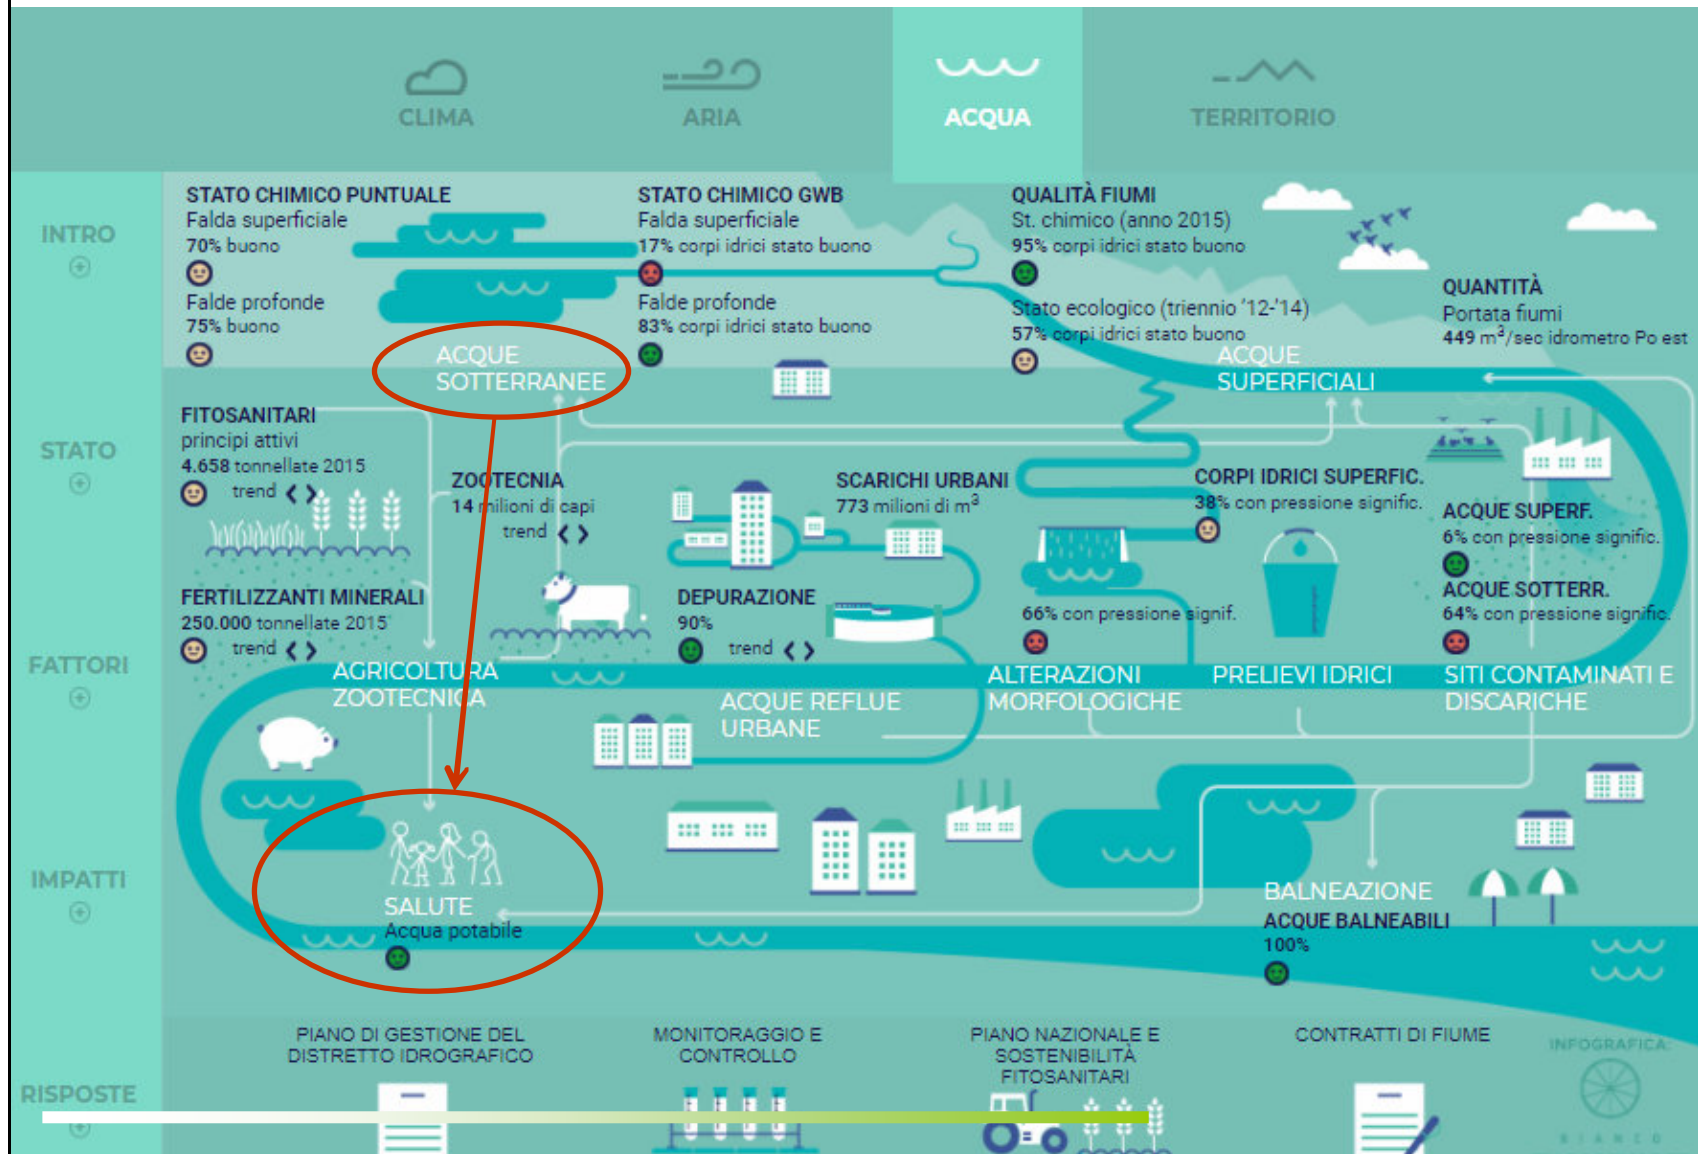 CLIMA
ARIA
ACQUA
TERRITORIO
INTRO
STATO
FATTORI
IMPATTI
RISPOSTE
STATO CHIMICO PUNTUALE
Falda superficiale
70% buono
Falde profonde
75% buono
STATO CHIMICO GWB
Falda superficiale
17% corpi idrici stato buono
Falde profonde
83% corpi idrici stato buono
QUALITÀ FIUMI
St. chimico (anno 2015)
95% corpi idrici stato buono
Stato ecologico (triennio '12-'14)
57% corpi idrici stato buono
QUANTITÀ
Portata fiumi
449 m³/sec idrometro Po est
ACQUE
SOTTERRANEE
ACQUE
SUPERFICIALI
FITOSANITARI
principi attivi
4.658 tonnellate 2015
trend < >
ZOOTECNIA
14 milioni di capi
trend < >
SCARICHI URBANI
773 milioni di m³
CORPI IDRICI SUPERFIC.
38% con pressione signific.
ACQUE SUPERF.
6% con pressione signific.
ACQUE SOTTERR.
64% con pressione signific.
FERTILIZZANTI MINERALI
250.000 tonnellate 2015
trend < >
DEPURAZIONE
90%
trend < >
66% con pressione signif.
AGRICOLTURA
ZOOTECNICA
ACQUE REFLUE
URBANE
ALTERAZIONI
MORFOLOGICHE
PRELIEVI IDRICI
SITI CONTAMINATI E
DISCARICHE
SALUTE
Acqua potabile
BALNEAZIONE
ACQUE BALNEABILI
100%
PIANO DI GESTIONE DEL
DISTRETTO IDROGRAFICO
MONITORAGGIO E
CONTROLLO
PIANO NAZIONALE E
SOSTENIBILITÀ
FITOSANITARI
CONTRATTI DI FIUME
INFOGRAFICA:
BIANCO